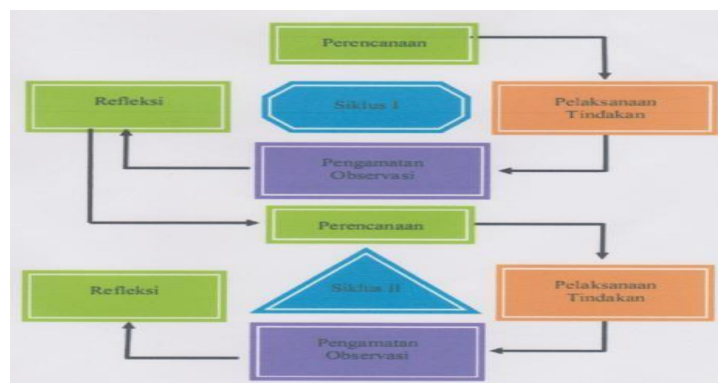 Perencanaan
Refleksi
Siklus I
Pelaksanaan
Tindakan
Pengamatan
Observasi
Perencanaan
Refleksi
Siklus II
Pelaksanaan
Tindakan
Pengamatan
Observasi